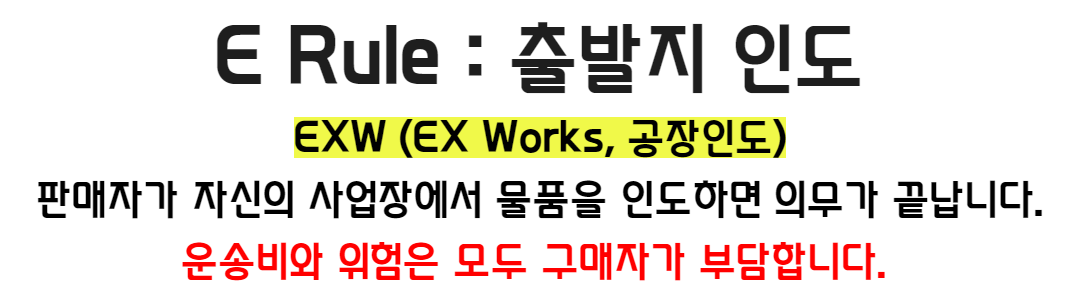 E Rule : 출발지 인도
EXW (EX Works, 공장인도)
판매자가 자신의 사업장에서 물품을 인도하면 의무가 끝납니다.
운송비와 위험은 모두 구매자가 부담합니다.